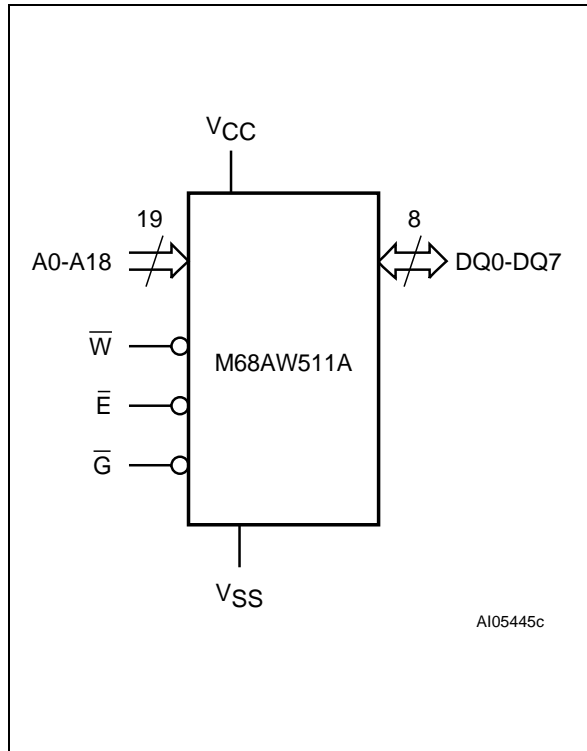 VCC
19
8
A0-A18
DQ0-DQ7
W̅
M68AW511A
E̅
G̅
VSS
AI05445c